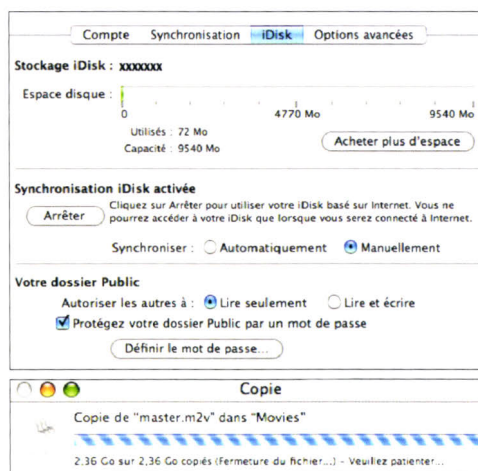 Compte Synchronisation iDisk Options avancées
Stockage iDisk : xxxxxxx
Espace disque :
0 4770 Mo 9540 Mo
Utilisés : 72 Mo
Capacité : 9540 Mo
Acheter plus d'espace
Synchronisation iDisk activée
Arrêter
Cliquez sur Arrêter pour utiliser votre iDisk basé sur Internet. Vous ne
pourrez accéder à votre iDisk que lorsque vous serez connecté à Internet.
Synchroniser : Automatiquement Manuellement
Votre dossier Public
Autoriser les autres à : Lire seulement Lire et écrire
Protégez votre dossier Public par un mot de passe
Définir le mot de passe...
Copie
Copie de "master.m2v" dans "Movies"
2,36 Go sur 2,36 Go copiés (Fermeture du fichier...) - Veuillez patienter...